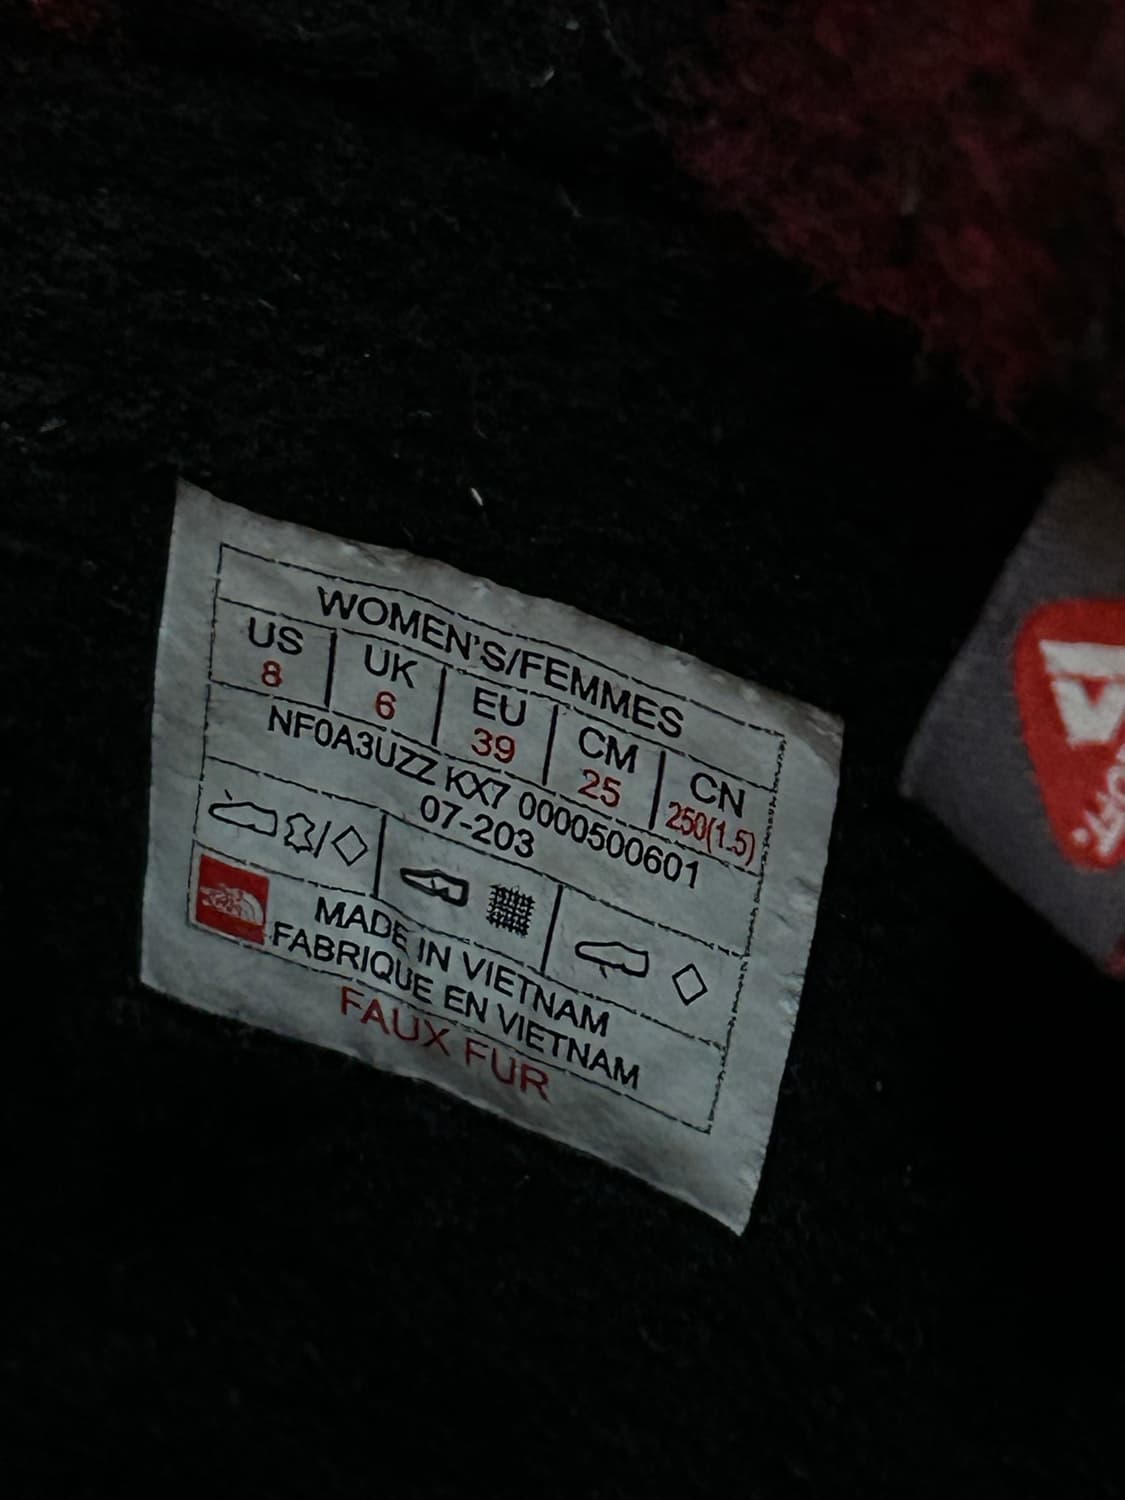 WOMEN'S/FEMMES
US UK EU CM CN
8 6 39 25 250(1.5)
NF0A3UZZ KX7 0000500601
07-203
MADE IN VIETNAM
FABRIQUE EN VIETNAM
FAUX FUR